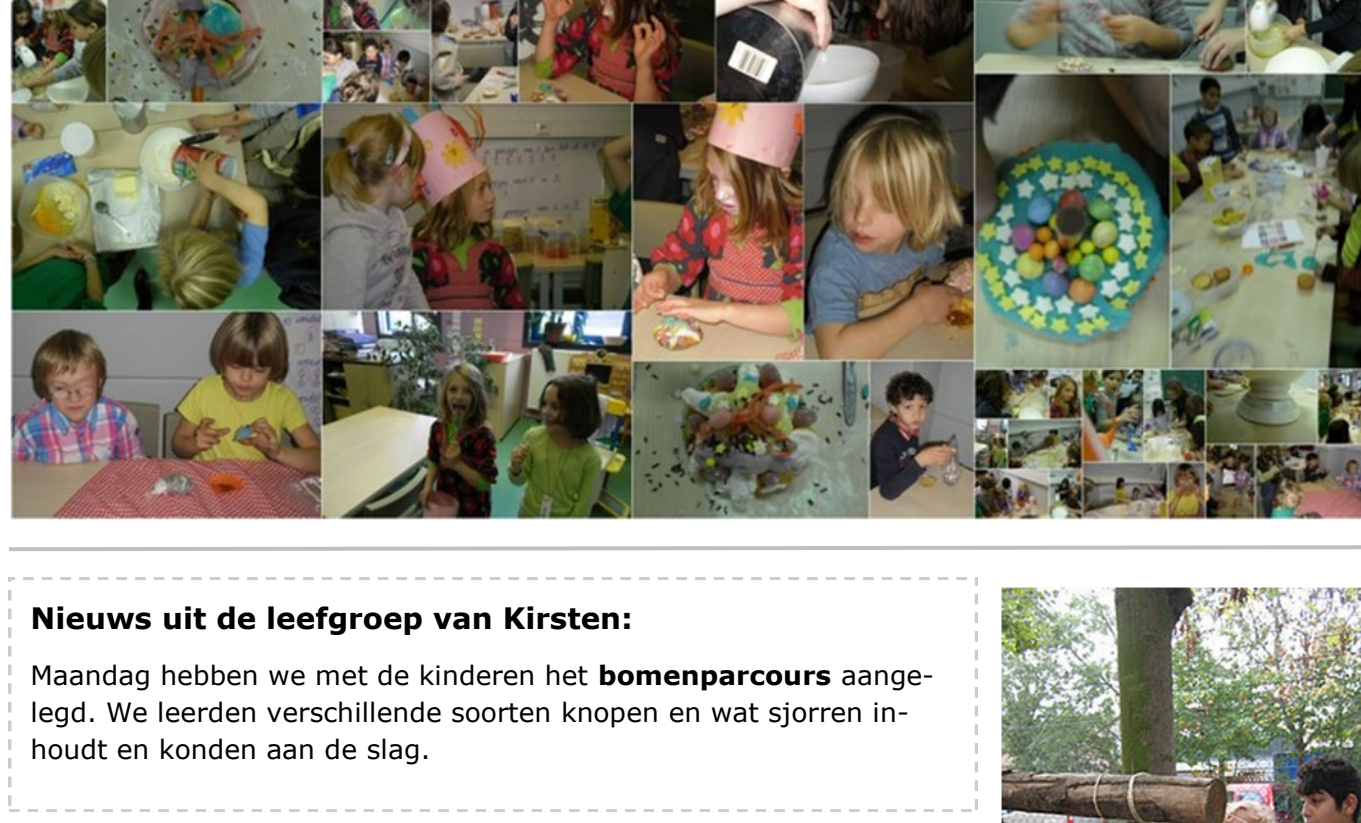 Nieuws uit de leefgroep van Kirsten:
Maandag hebben we met de kinderen het bomenparcours aange-
legd. We leerden verschillende soorten knopen en wat sjorren in-
houdt en konden aan de slag.